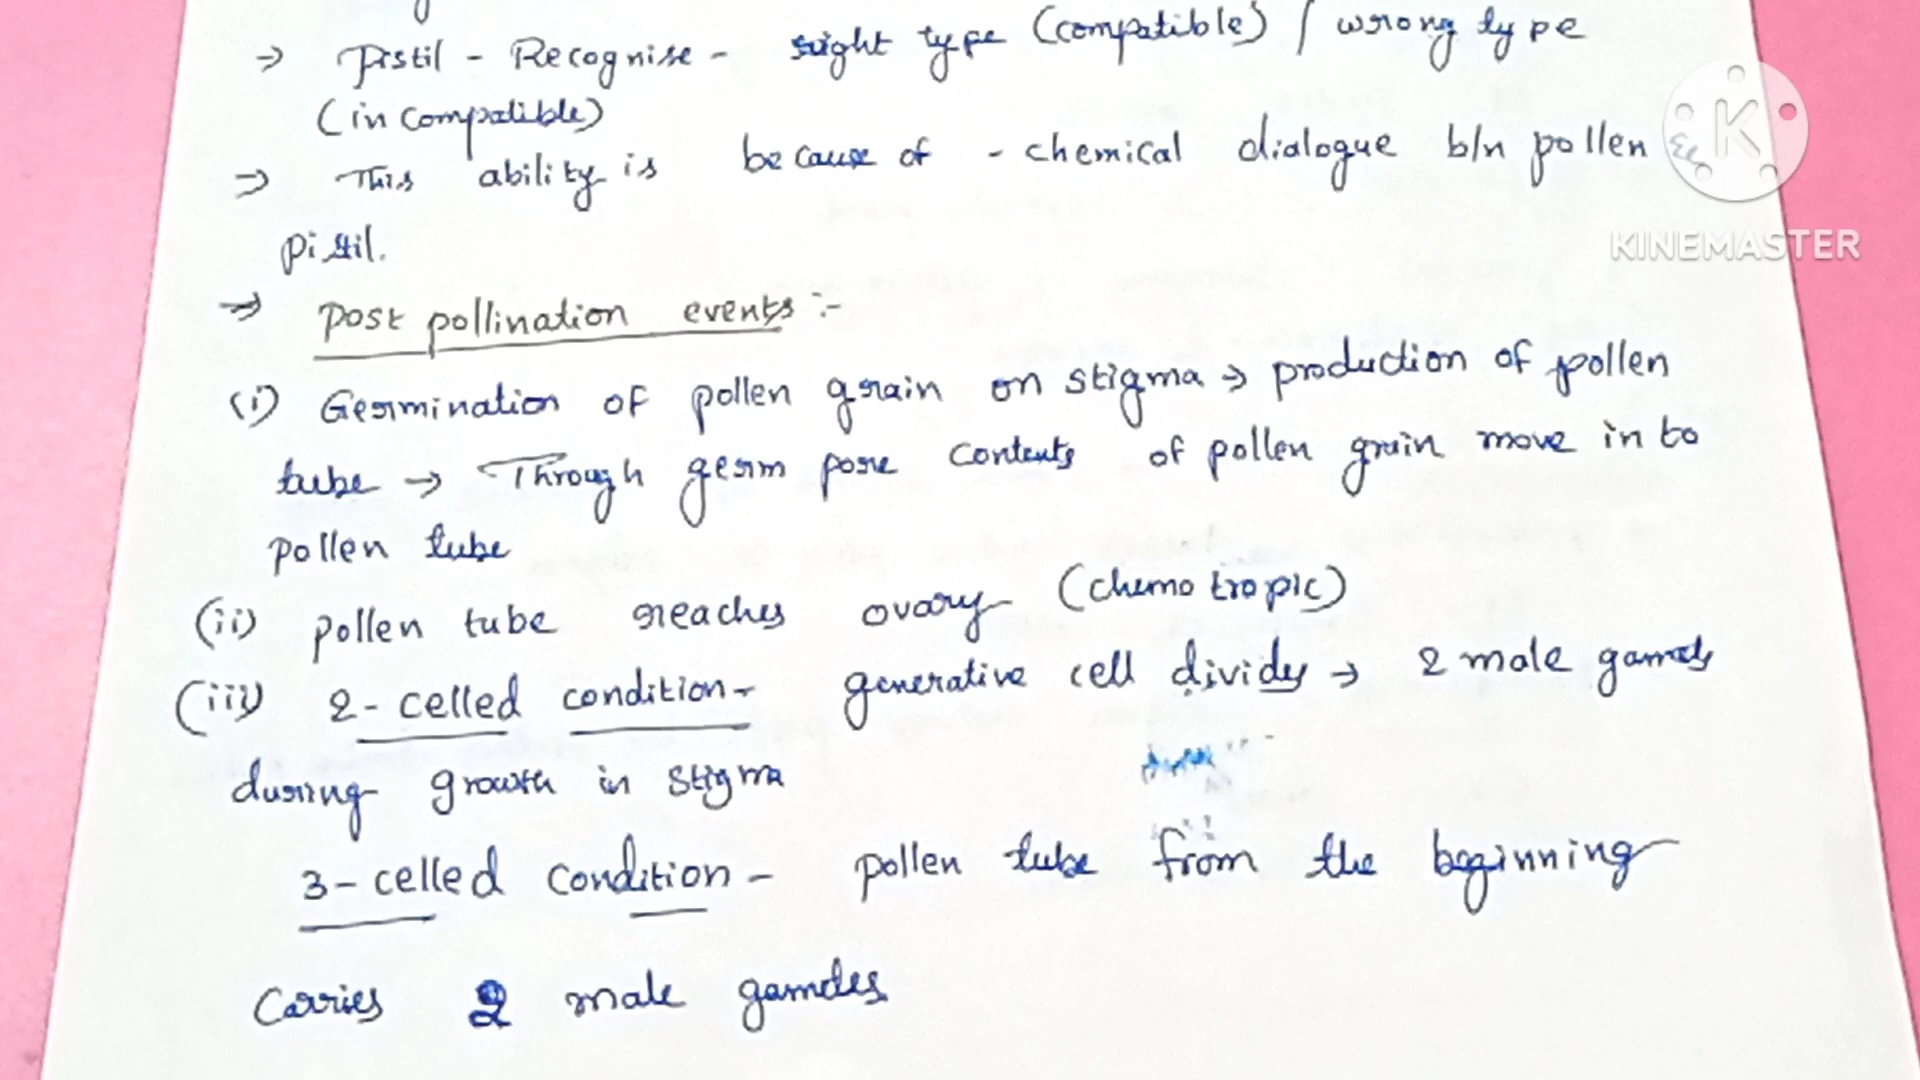 → Pistil - Recognise - right type (compatible) / wrong type
(in compatible)
→ This ability is because of - chemical dialogue b/n pollen &
pistil.
→ post pollination events :-
(i) Germination of pollen grain on stigma → production of pollen
tube → Through germ pore contents of pollen grain move in to
pollen tube
(ii) pollen tube reaches ovary (chemo tropic)
(iii) 2-celled condition - generative cell divides → 2 male gametes
during growth in stigma
3-celled condition - pollen tube from the beginning
Carries 2 male gametes
KINEMASTER